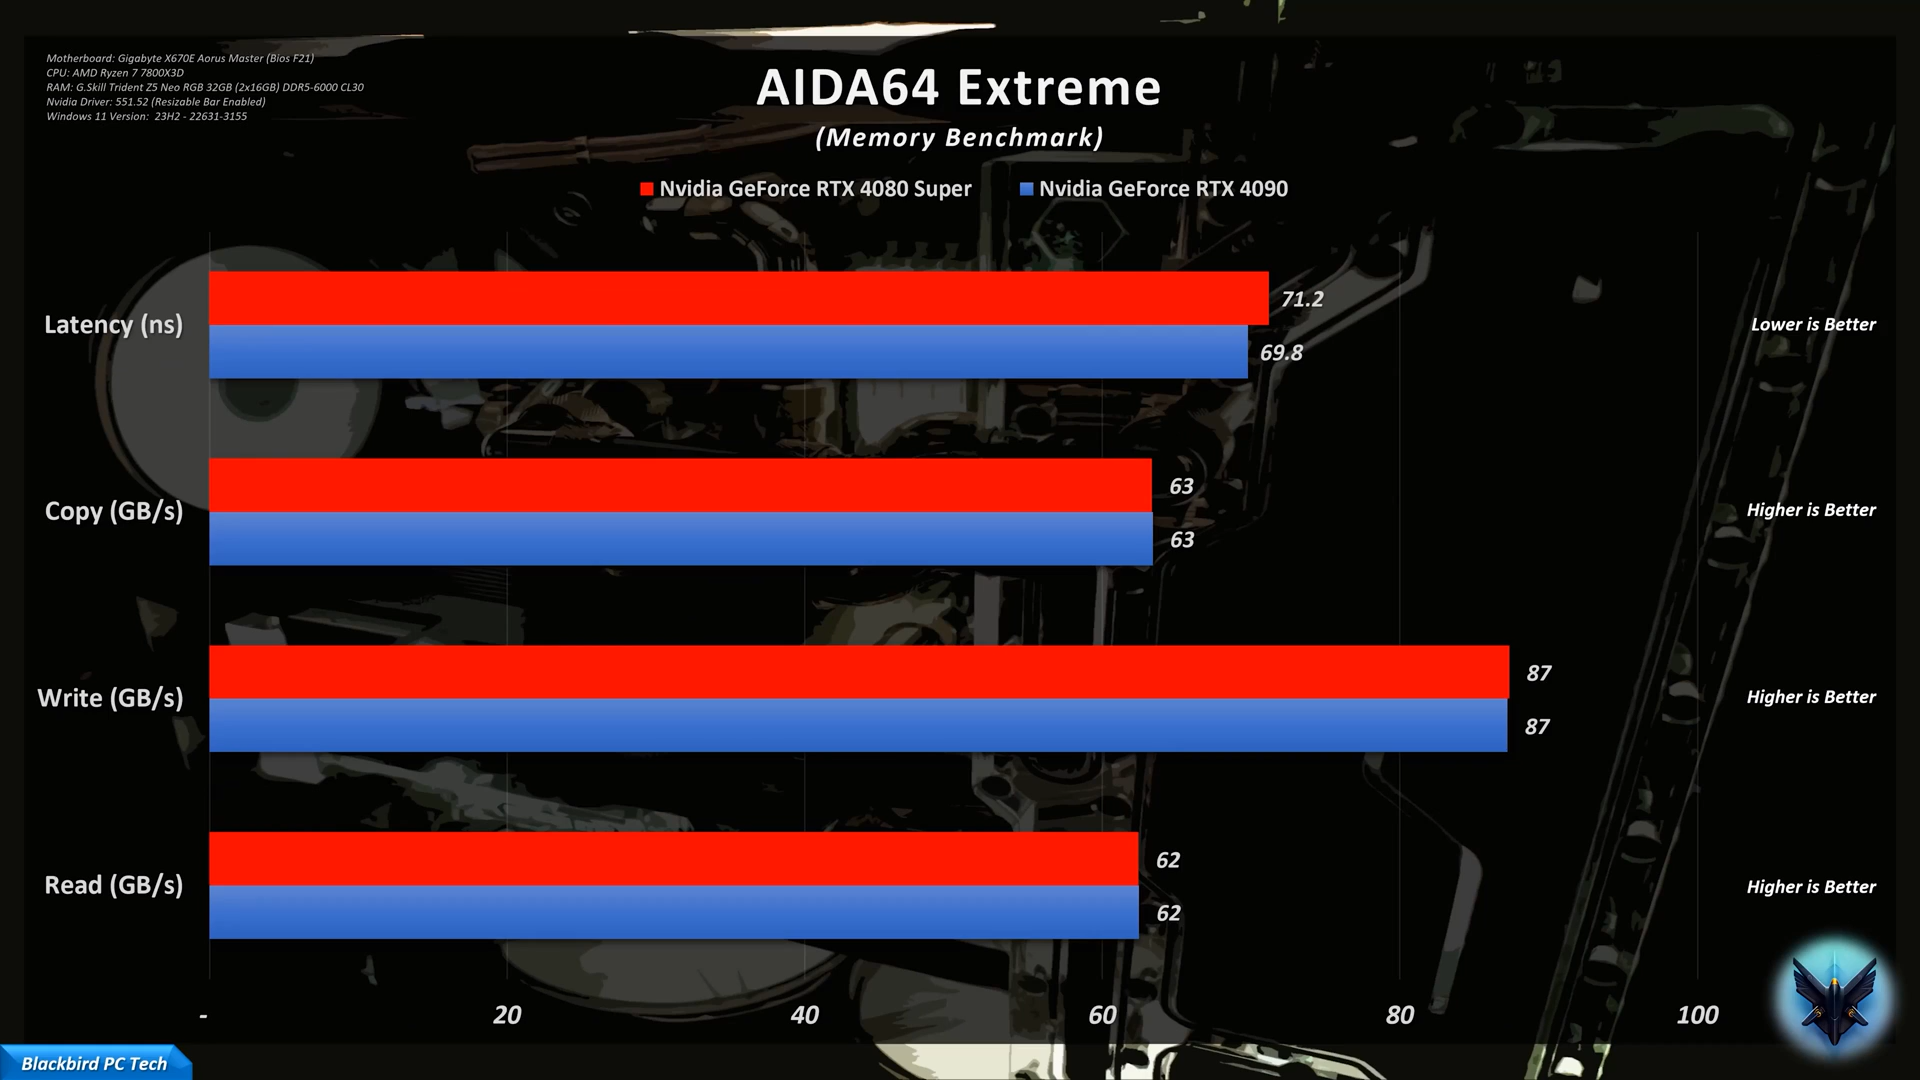 Motherboard: Gigabyte X670E Aorus Master (Bios F21)
CPU: AMD Ryzen 7 7800X3D
RAM: G.Skill Trident Z5 Neo RGB 32GB (2x16GB) DDR5-6000 CL30
Nvidia Driver: 551.52 (Resizable Bar Enabled)
Windows 11 Version: 23H2 - 22631-3155
AIDA64 Extreme
(Memory Benchmark)
Nvidia GeForce RTX 4080 Super
Nvidia GeForce RTX 4090
Latency (ns)
71.2
69.8
Lower is Better
Copy (GB/s)
63
63
Higher is Better
Write (GB/s)
87
87
Higher is Better
Read (GB/s)
62
62
Higher is Better
- 20 40 60 80 100
Blackbird PC Tech